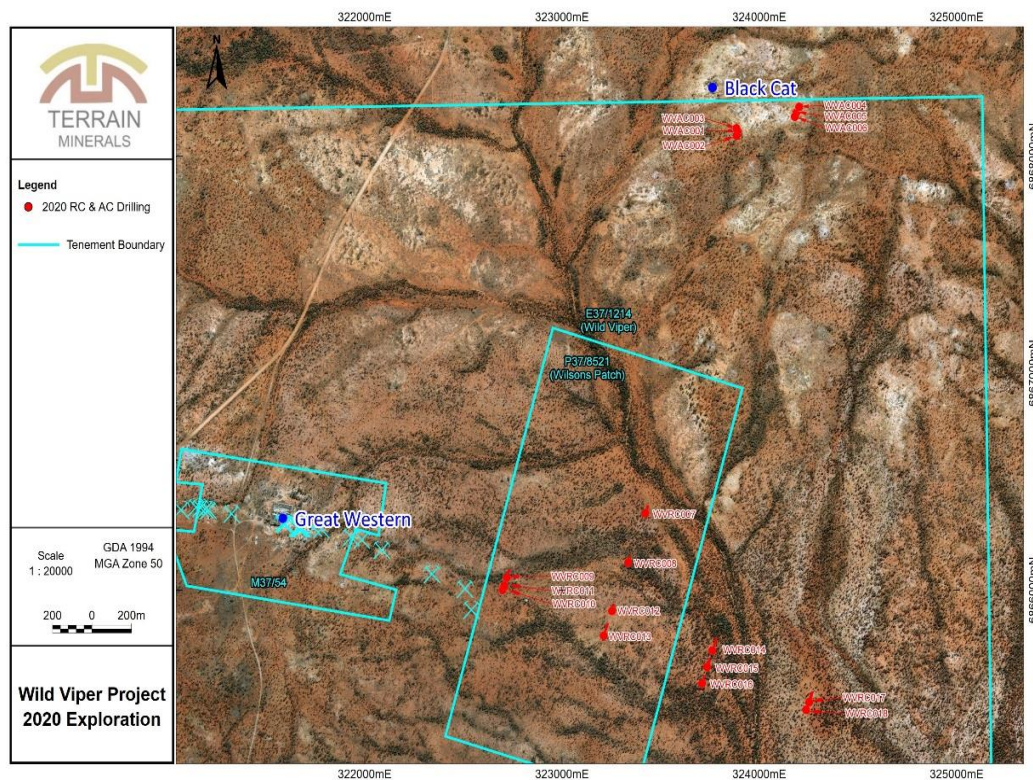 322000mE
323000mE
324000mE
325000mE
N
TERRAIN
MINERALS
Legend
2020 RC & AC Drilling
Tenement Boundary
Scale
1 : 20000
GDA 1994
MGA Zone 50
200 0 200m
Wild Viper Project
2020 Exploration
Black Cat
WVAC003
WVAC001
WVAC002
WVAC004
WVAC005
WVAC006
6868000mN
E37/1214
(Wild Viper)
P37/8521
(Wilsons Patch)
6867000mN
Great Western
M37/54
WVRC007
WVRC008
WVRC009
WVRC011
WVRC010
WVRC012
WVRC013
6866000mN
WVRC014
WVRC015
WVRC016
WVRC017
WVRC018
322000mE
323000mE
324000mE
325000mE